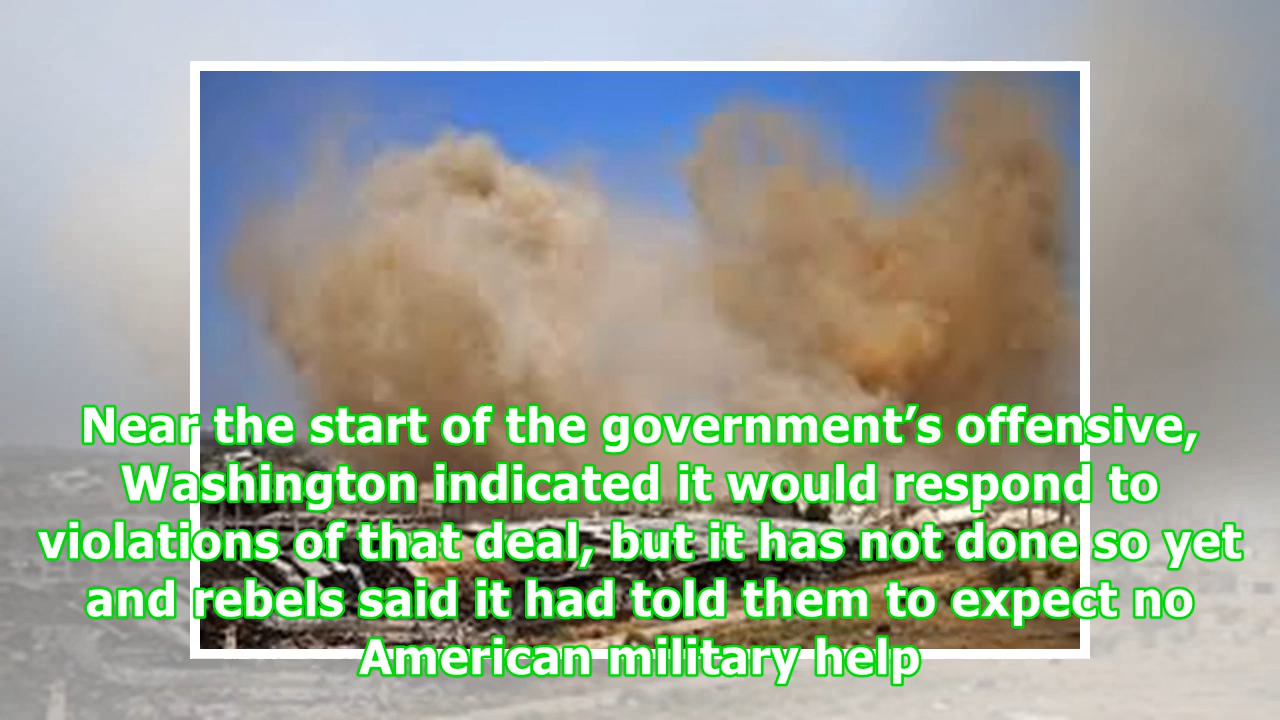 Near the start of the government’s offensive,
Washington indicated it would respond to
violations of that deal, but it has not done so yet
and rebels said it had told them to expect no
American military help